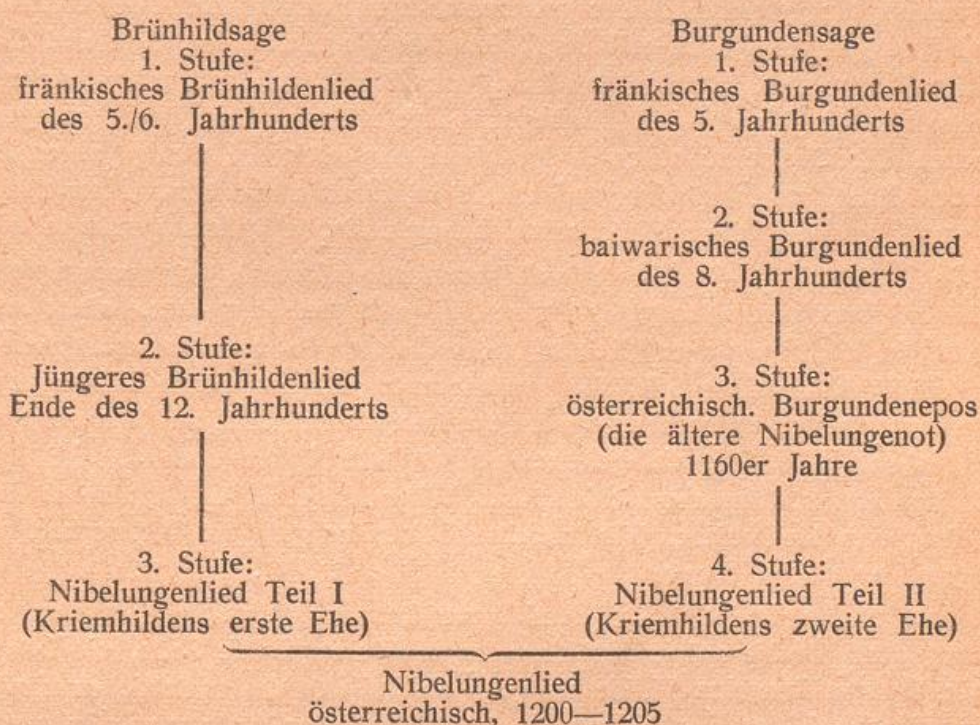 Brünhildsage
1. Stufe:
fränkisches Brünhildenlied
des 5./6. Jahrhunderts
2. Stufe:
Jüngeres Brünhildenlied
Ende des 12. Jahrhunderts
3. Stufe:
Nibelungenlied Teil I
(Kriemhildens erste Ehe)
Burgundensage
1. Stufe:
fränkisches Burgundenlied
des 5. Jahrhunderts
2. Stufe:
baiwarisches Burgundenlied
des 8. Jahrhunderts
3. Stufe:
österreichisch. Burgundenepos
(die ältere Nibelungenot)
1160er Jahre
4. Stufe:
Nibelungenlied Teil II
(Kriemhildens zweite Ehe)
Nibelungenlied
österreichisch, 1200—1205